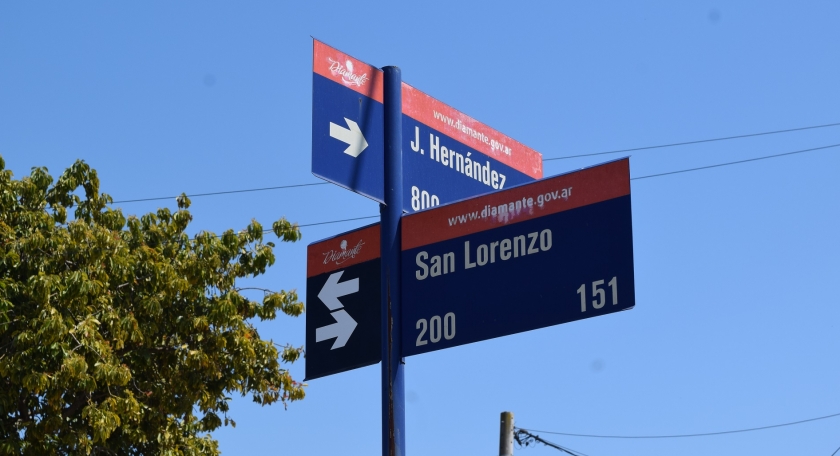 Diamante
www.diamante.gov.ar
J. Hernández
800
Diamante
www.diamante.gov.ar
San Lorenzo
200
151